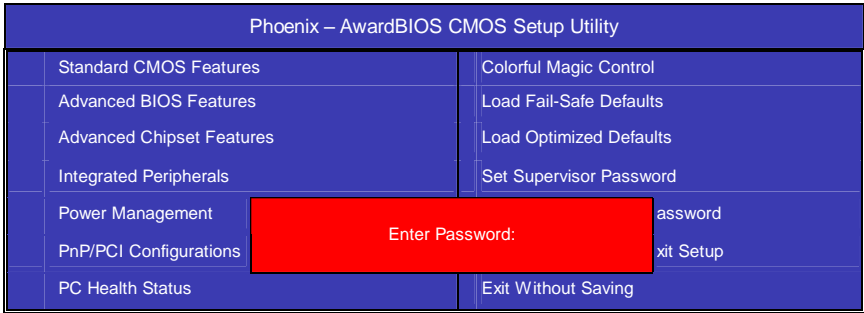 Phoenix – AwardBIOS CMOS Setup Utility
Standard CMOS Features
Advanced BIOS Features
Advanced Chipset Features
Integrated Peripherals
Power Management
PnP/PCI Configurations
PC Health Status
Colorful Magic Control
Load Fail-Safe Defaults
Load Optimized Defaults
Set Supervisor Password
assword
xit Setup
Exit Without Saving
Enter Password: